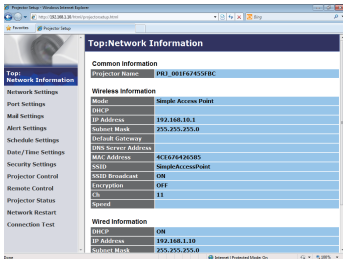 Projector Setup - Windows Internet Explorer
http://192.168.1.10/html/projectorsetup.html
Bing
Favorites Projector Setup
Top:
Network Information
Network Settings
Port Settings
Mail Settings
Alert Settings
Schedule Settings
Date/Time Settings
Security Settings
Projector Control
Remote Control
Projector Status
Network Restart
Connection Test
Top:Network Information
Common Information
Projector Name PRJ_001F67455FBC
Wireless Information
Mode Simple Access Point
DHCP
IP Address 192.168.10.1
Subnet Mask 255.255.255.0
Default Gateway
DNS Server Address
MAC Address 4CE676426585
SSID SimpleAccessPoint
SSID Broadcast ON
Encryption OFF
Ch 11
Speed
Wired Information
DHCP ON
IP Address 192.168.1.10
Subnet Mask 255.255.255.0
Done Internet | Protected Mode: On 100%